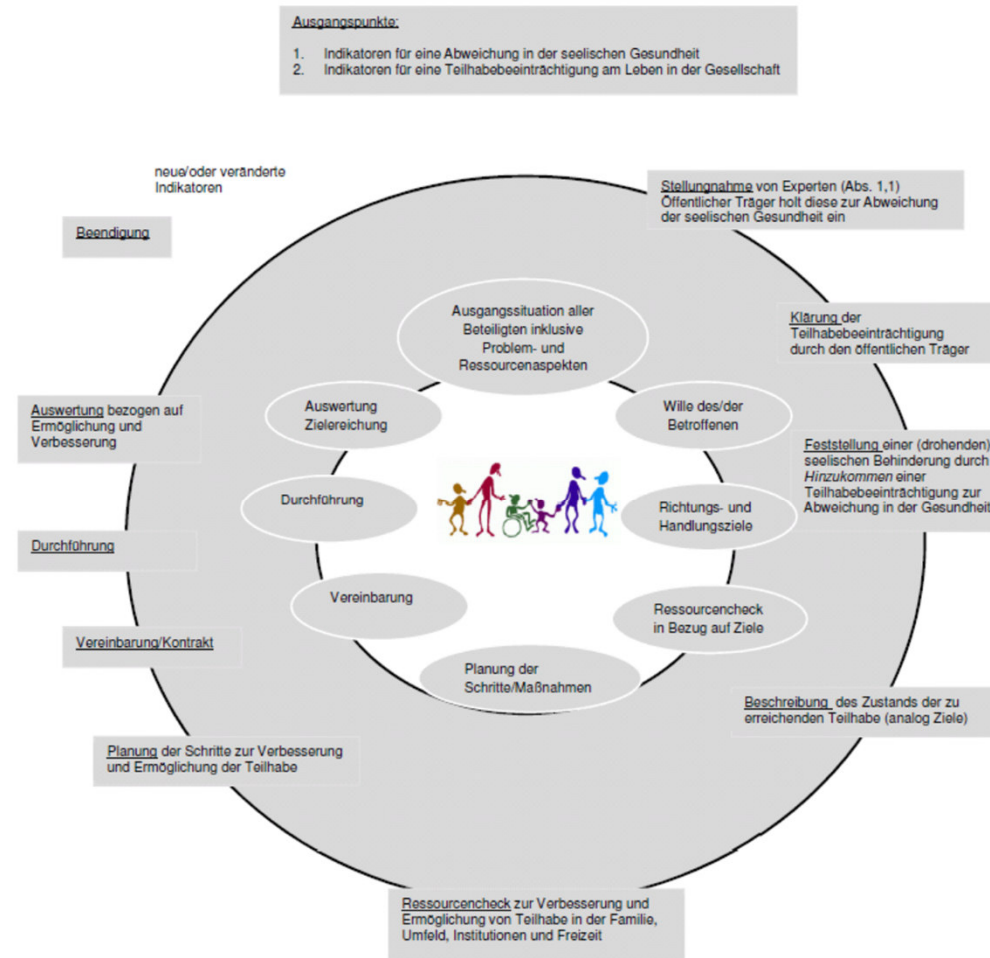 Ausgangspunkte:
1. Indikatoren für eine Abweichung in der seelischen Gesundheit
2. Indikatoren für eine Teilhabebeeinträchtigung am Leben in der Gesellschaft
neue/oder veränderte
Indikatoren
Beendigung
Stellungnahme von Experten (Abs. 1,1)
Öffentlicher Träger holt diese zur Abweichung
der seelischen Gesundheit ein
Klärung der
Teilhabebeeinträchtigung
durch den öffentlichen Träger
Feststellung einer (drohenden)
seelischen Behinderung durch
Hinzukommen einer
Teilhabebeeinträchtigung zur
Abweichung in der Gesundheit
Beschreibung des Zustands der zu
erreichenden Teilhabe (analog Ziele)
Ressourcencheck zur Verbesserung und
Ermöglichung von Teilhabe in der Familie,
Umfeld, Institutionen und Freizeit
Planung der Schritte zur Verbesserung
und Ermöglichung der Teilhabe
Vereinbarung/Kontrakt
Durchführung
Auswertung bezogen auf
Ermöglichung und
Verbesserung
Ausgangssituation aller
Beteiligten inklusive
Problem- und
Ressourcenaspekten
Wille des/der
Betroffenen
Richtungs- und
Handlungsziele
Ressourcencheck
in Bezug auf Ziele
Planung der
Schritte/Maßnahmen
Vereinbarung
Durchführung
Auswertung
Zielereichung